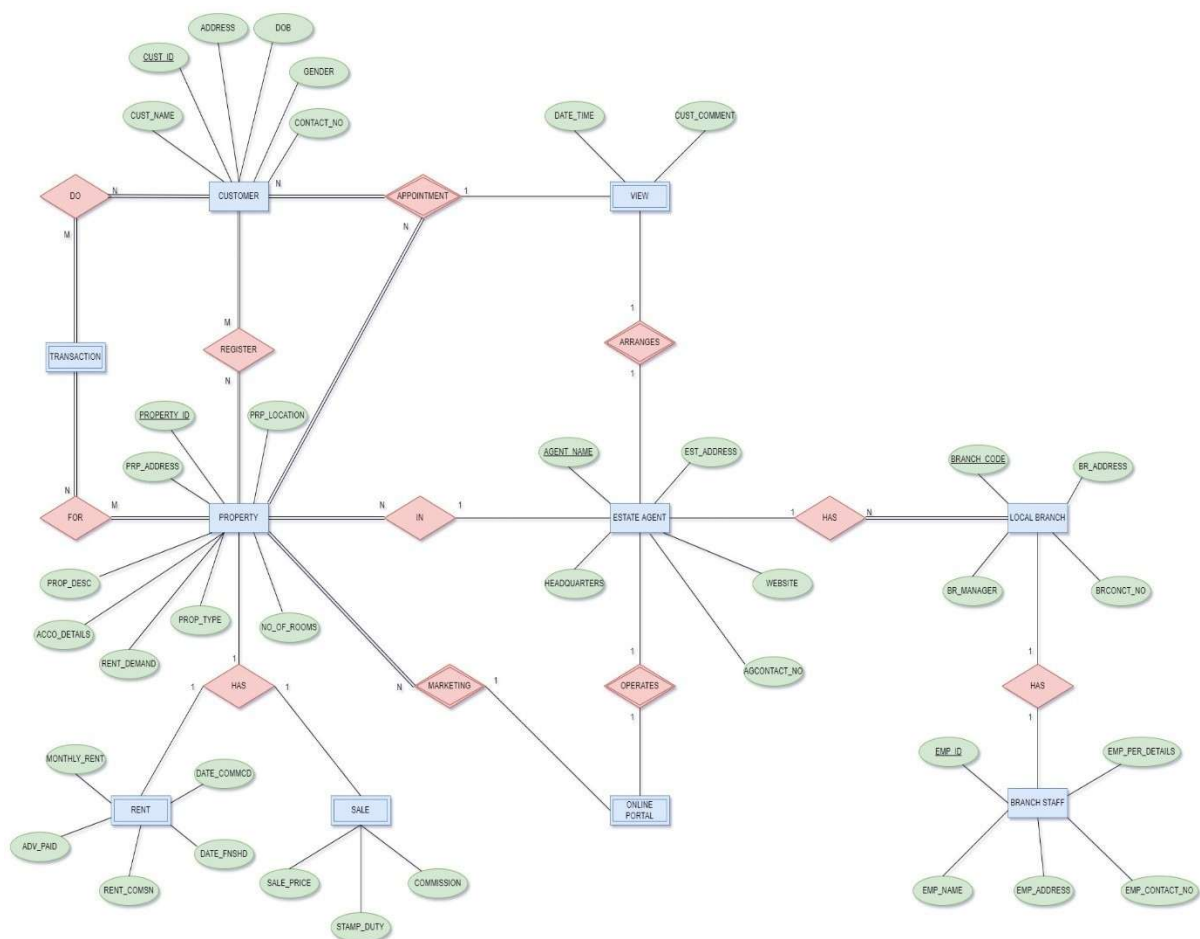 ADDRESS
DOB
CUST_ID
GENDER
CUST_NAME
CONTACT_NO
DATE_TIME
CUST_COMMENT
DO
N
CUSTOMER
N
APPOINTMENT
1
VIEW
M
N
1
M
REGISTER
ARRANGES
TRANSACTION
N
1
PROPERTY_ID
PRP_LOCATION
PRP_ADDRESS
AGENT_NAME
EST_ADDRESS
BRANCH_CODE
BR_ADDRESS
N
FOR
M
PROPERTY
N
IN
1
ESTATE AGENT
1
HAS
N
LOCAL BRANCH
PROP_DESC
HEADQUARTERS
WEBSITE
BR_MANAGER
BRCONCT_NO
ACCO_DETAILS
PROP_TYPE
NO_OF_ROOMS
RENT_DEMAND
AGCONTACT_NO
1
1
1
1
HAS
1
N
MARKETING
1
OPERATES
HAS
1
1
MONTHLY_RENT
DATE_COMMCD
EMP_ID
EMP_PER_DETAILS
RENT
SALE
ONLINE
PORTAL
BRANCH STAFF
ADV_PAID
DATE_FNSHD
RENT_COMSN
SALE_PRICE
COMMISSION
STAMP_DUTY
EMP_NAME
EMP_ADDRESS
EMP_CONTACT_NO